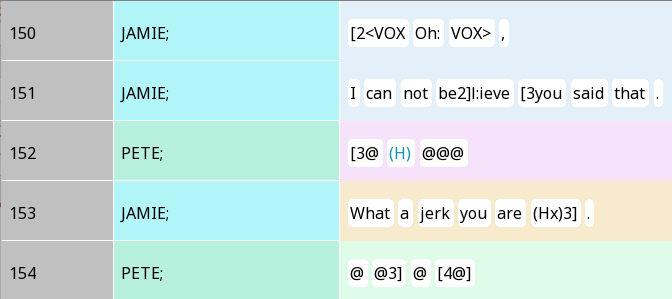 150 JAMIE; [2<VOX Oh: VOX> ,
151 JAMIE; I can not be2]l:ieve [3you said that .
152 PETE; [3@ (H) @@@
153 JAMIE; What a jerk you are (Hx)3] .
154 PETE; @ @3] @ [4@]